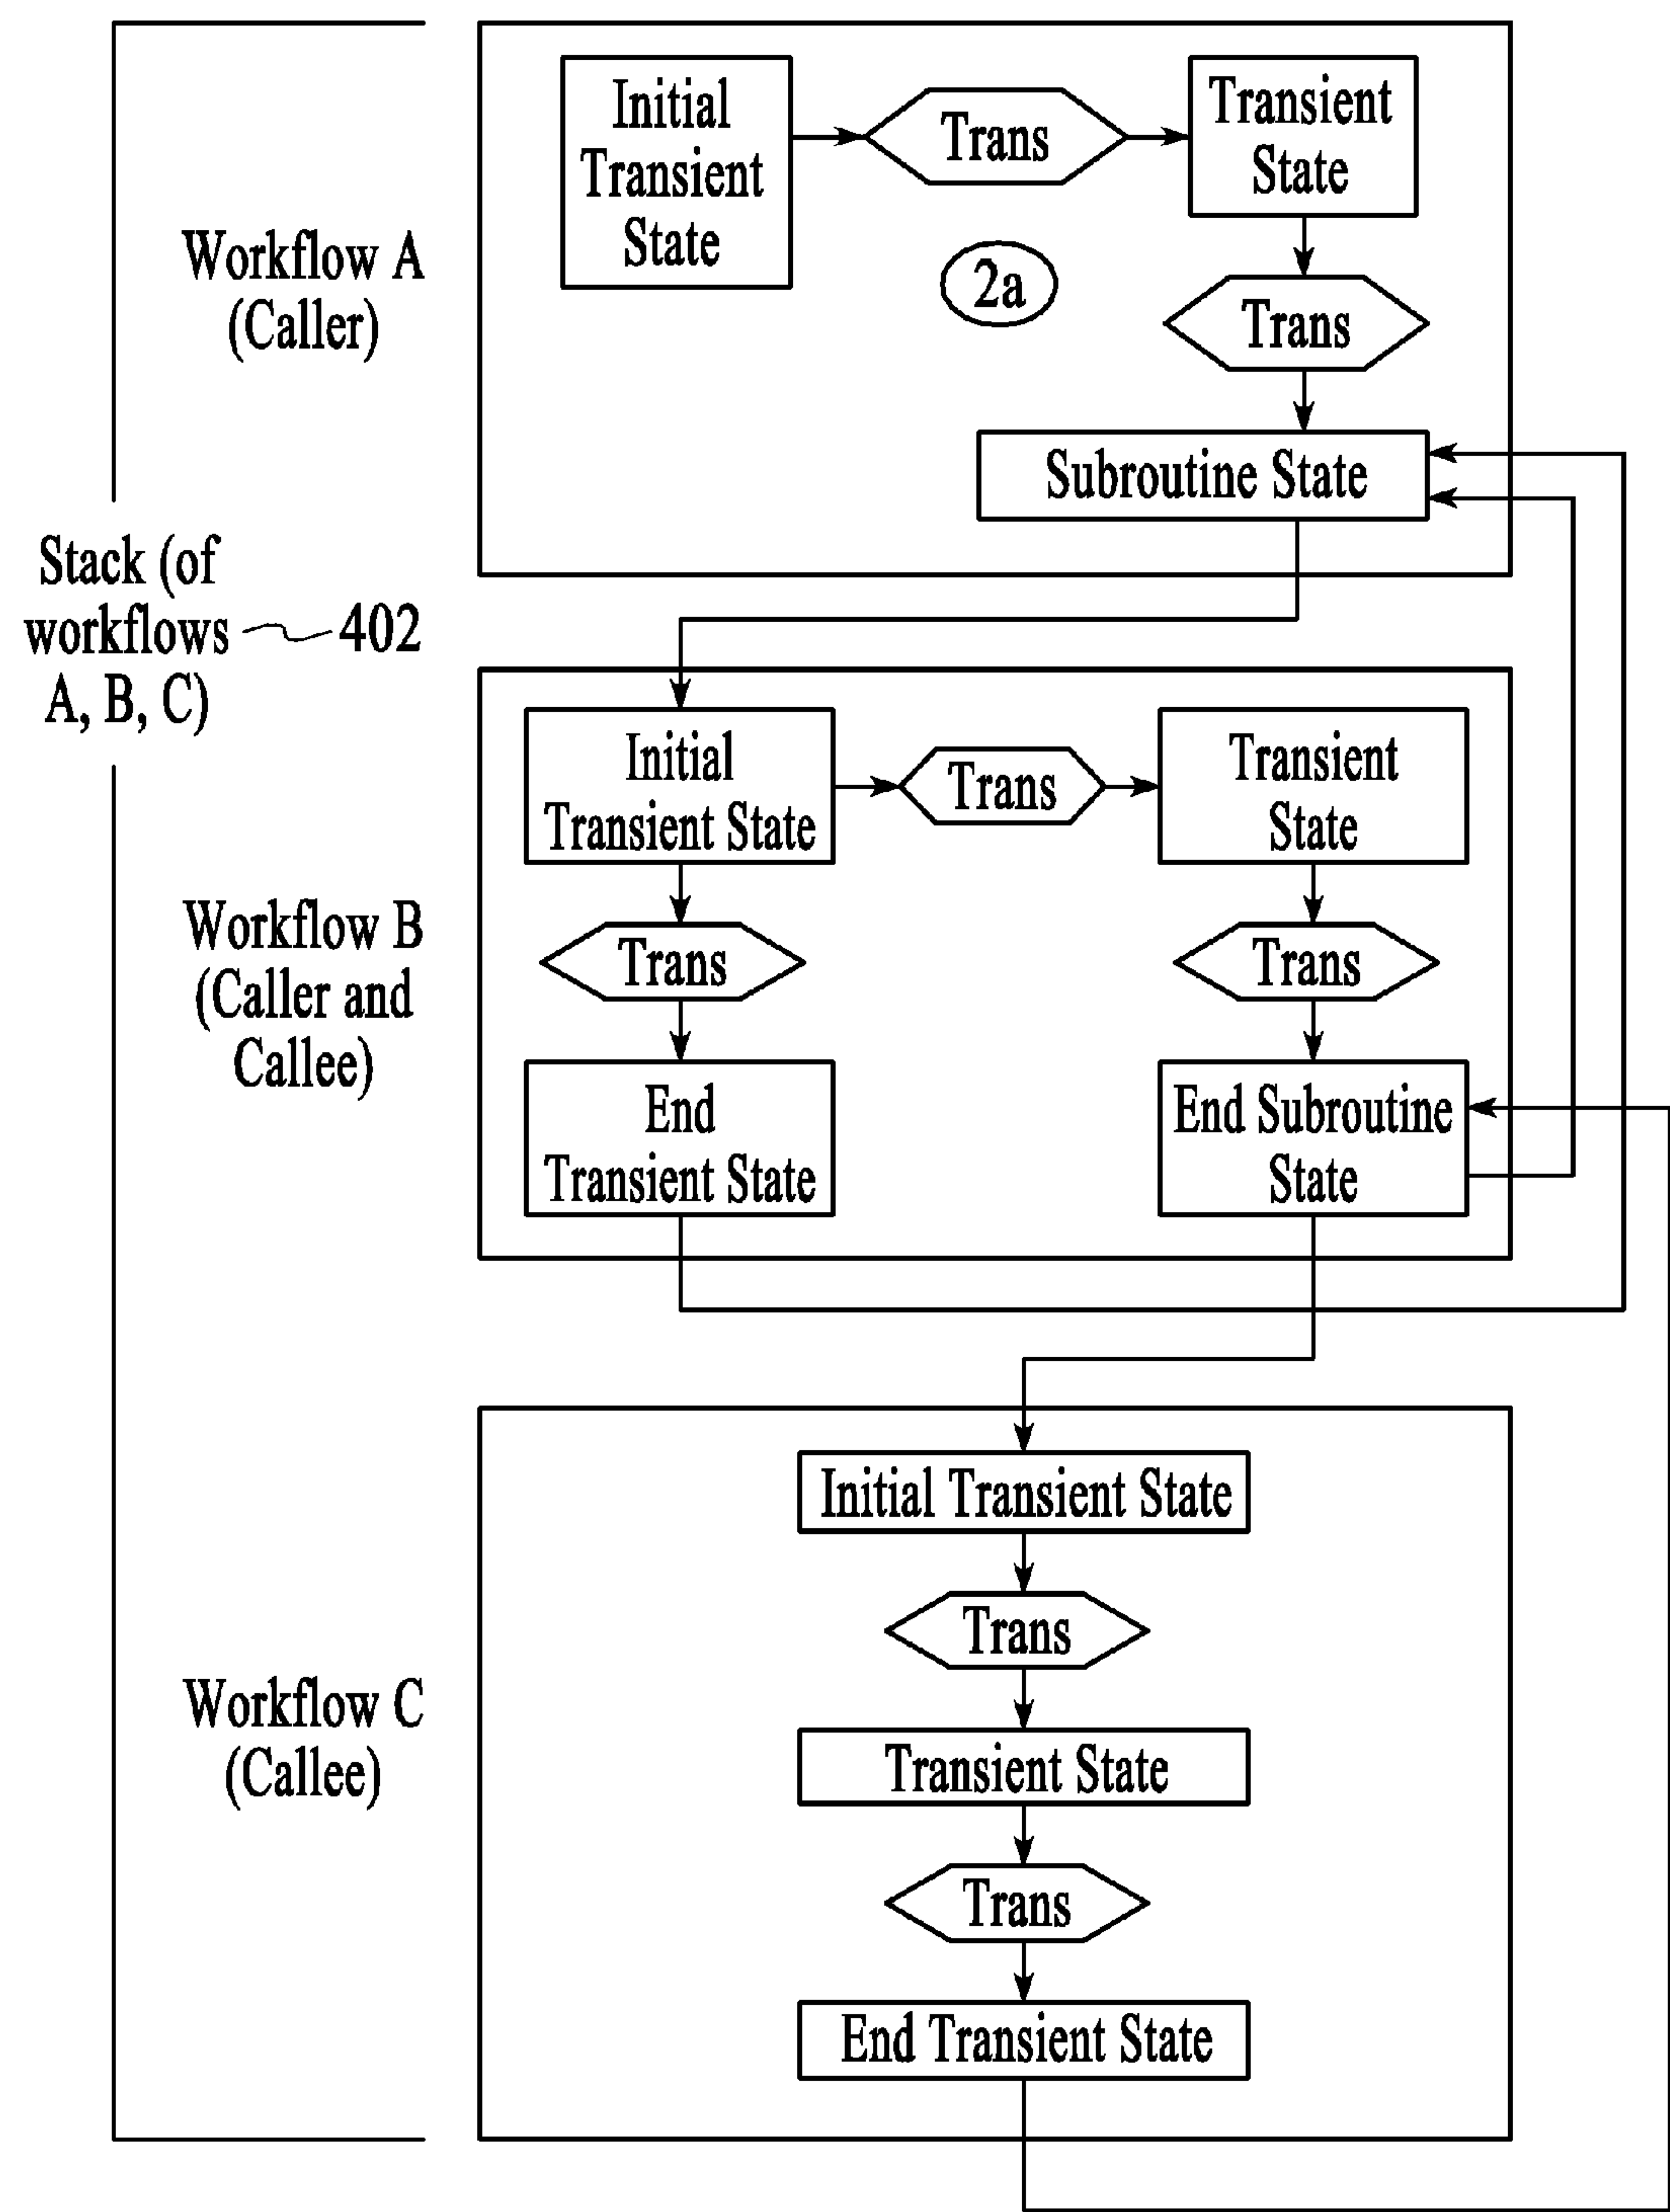 Initial
Transient
State
Trans
Transient
State
Workflow A
(Caller)
2a
Trans
Subroutine State
Stack (of
workflows
A, B, C)
402
Initial
Transient State
Trans
Transient
State
Workflow B
(Caller and
Callee)
Trans
Trans
End
Transient State
End Subroutine
State
Initial Transient State
Trans
Workflow C
(Callee)
Transient State
Trans
End Transient State